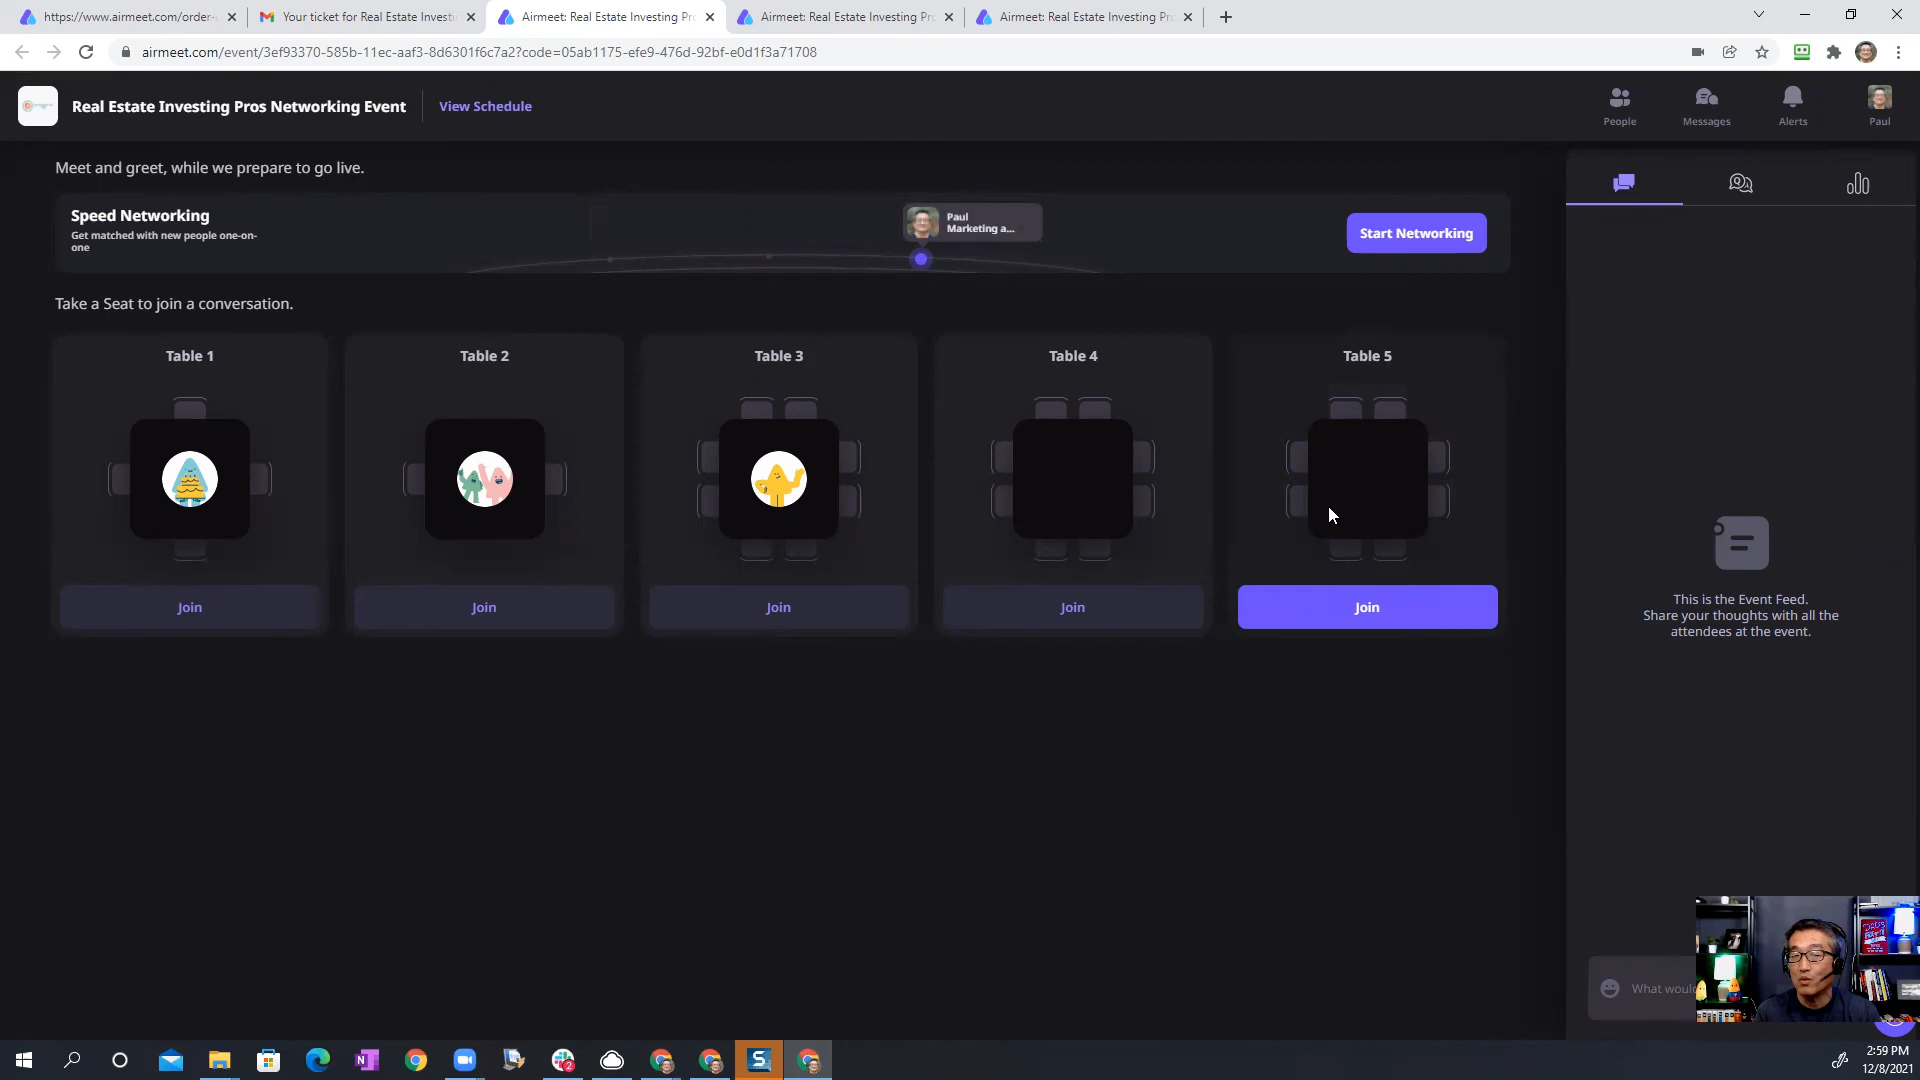 https://www.airmeet.com/order-
Your ticket for Real Estate Investi
Airmeet: Real Estate Investing Pr
Airmeet: Real Estate Investing Pr
Airmeet: Real Estate Investing Pr
airmeet.com/event/3ef93370-585b-11ec-aaf3-8d6301f6c7a2?code=05ab1175-efe9-476d-92bf-e0d1f3a71708
Real Estate Investing Pros Networking Event
View Schedule
People
Messages
Alerts
Paul
Meet and greet, while we prepare to go live.
Speed Networking
Get matched with new people one-on-
one
Paul
Marketing a...
Start Networking
Take a Seat to join a conversation.
Table 1
Table 2
Table 3
Table 4
Table 5
Join
Join
Join
Join
Join
This is the Event Feed.
Share your thoughts with all the
attendees at the event.
What would
2:59 PM
12/8/2021